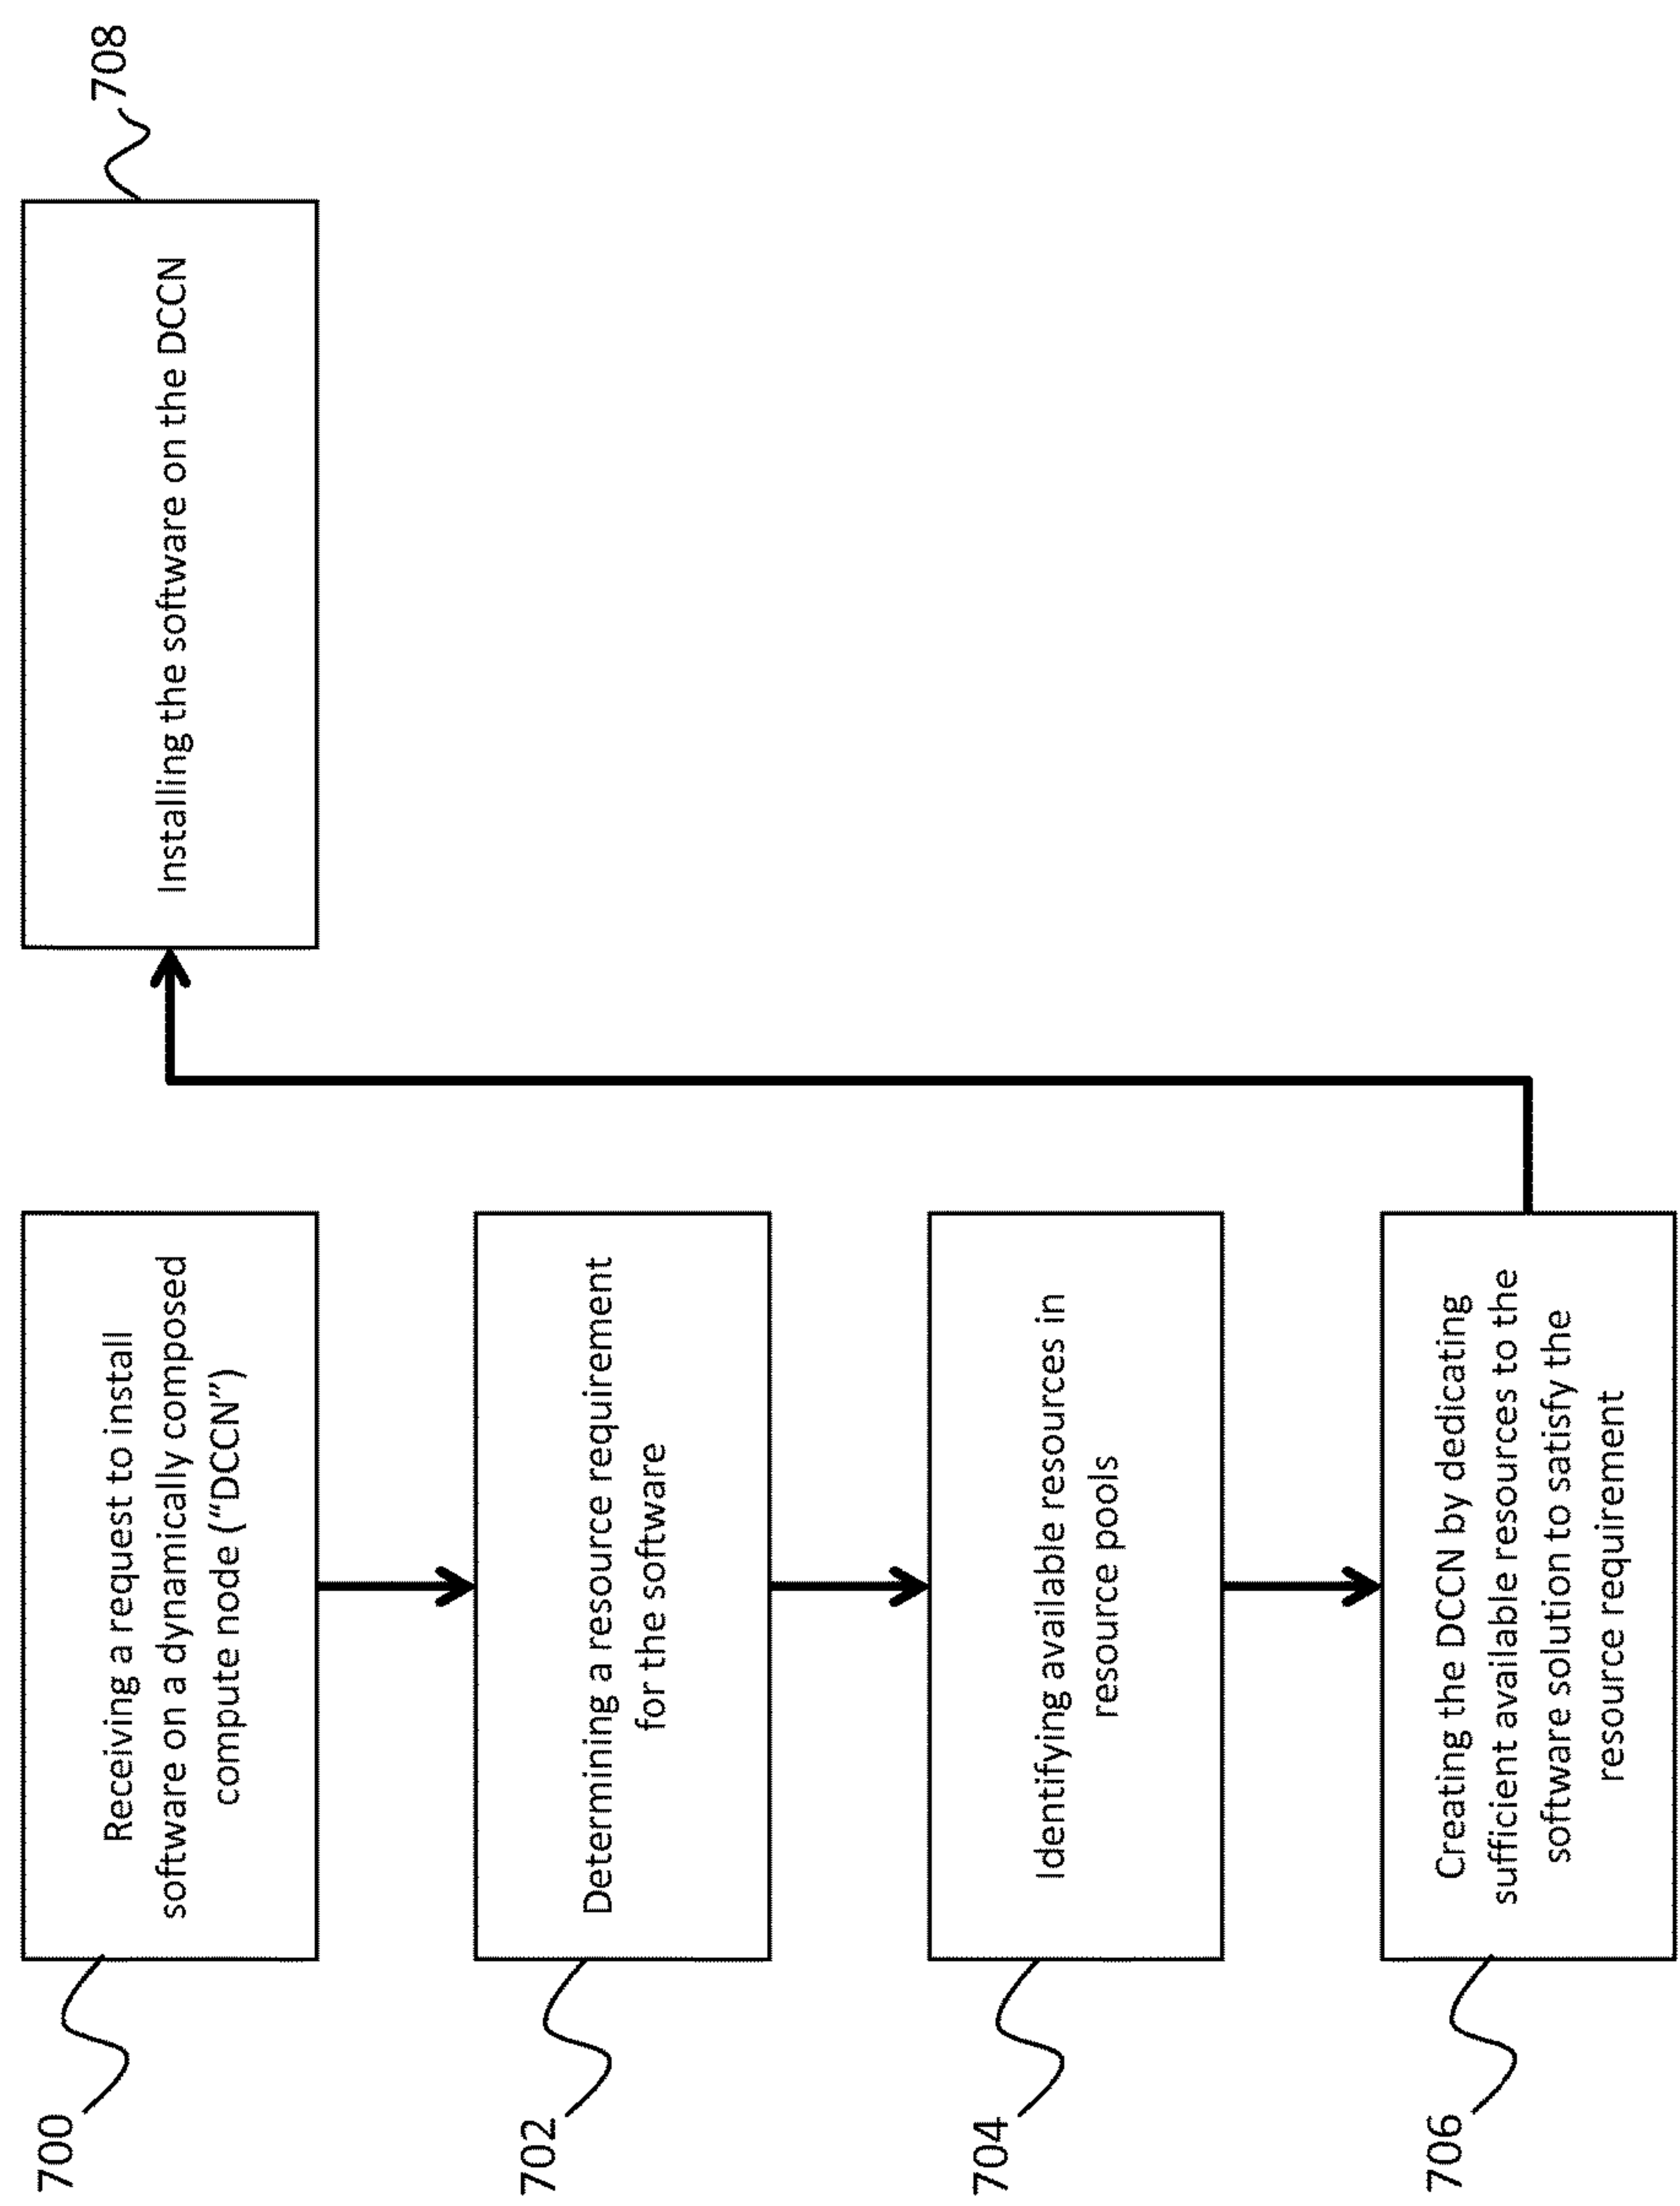 700
Receiving a request to install
software on a dynamically composed
compute node (“DCCN”)
702
Determining a resource requirement
for the software
704
Identifying available resources in
resource pools
706
Creating the DCCN by dedicating
sufficient available resources to the
software solution to satisfy the
resource requirement
708
Installing the software on the DCCN